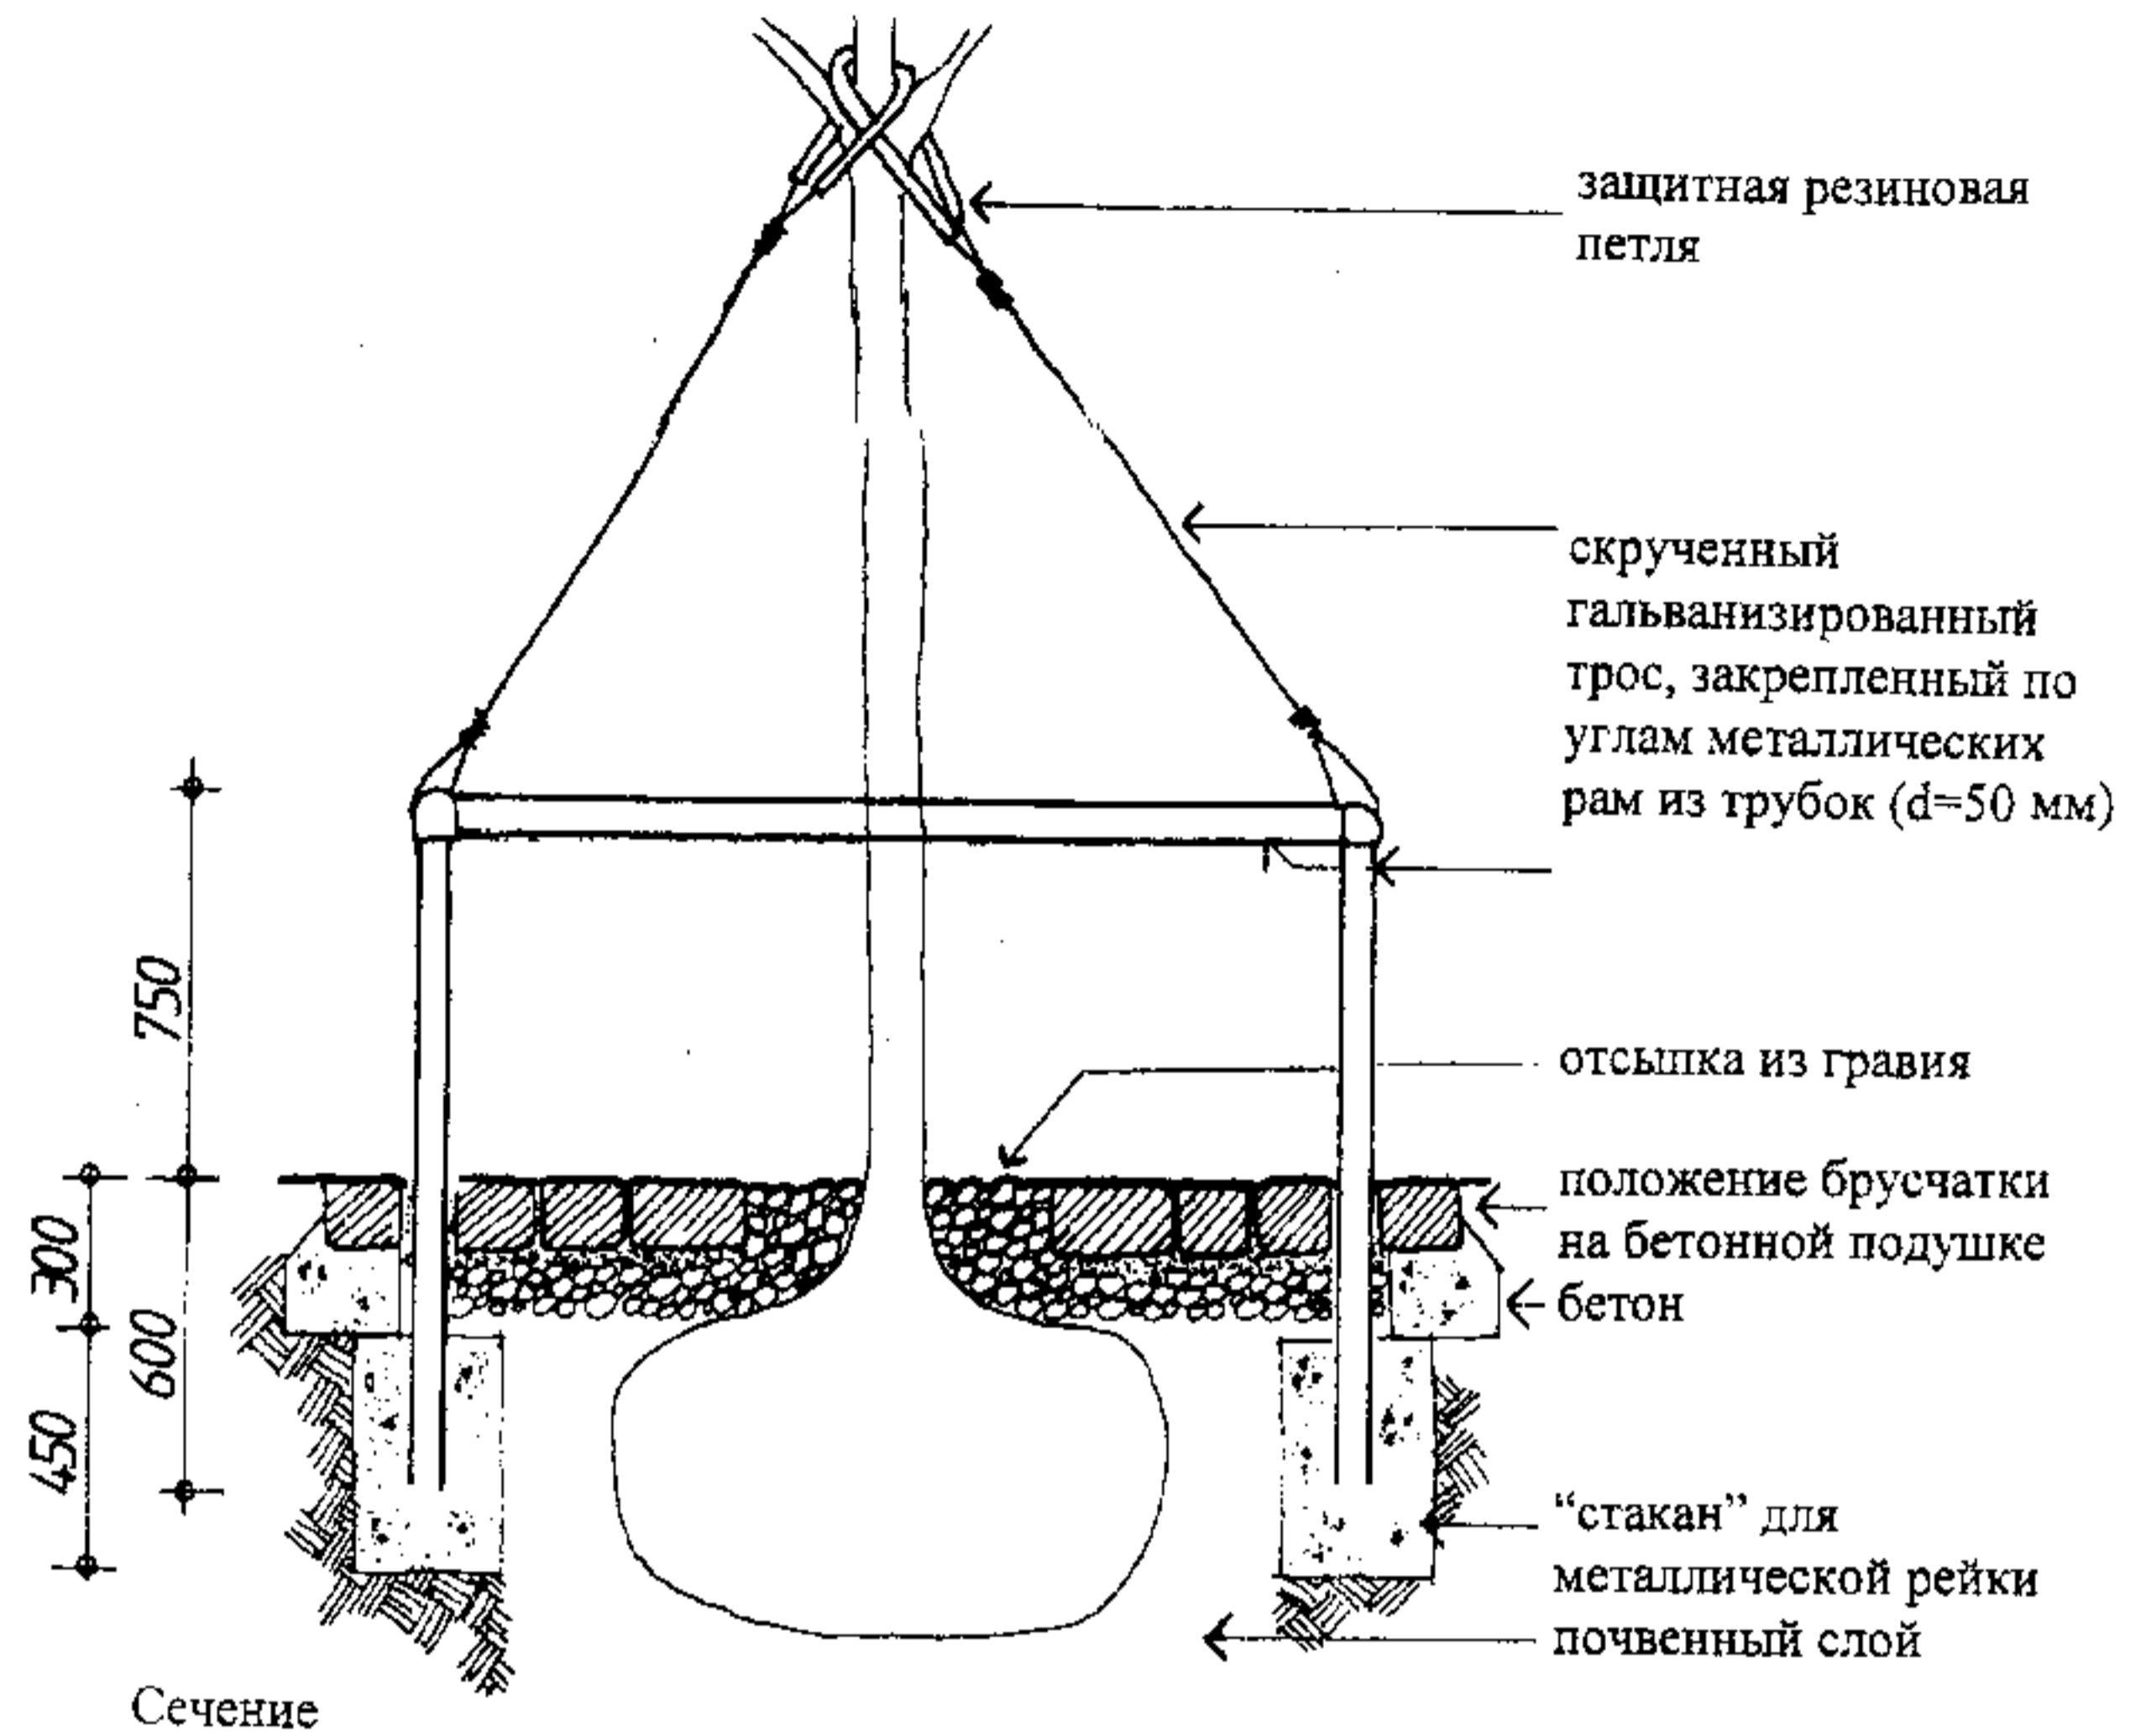 защитная резиновая
петля
скрученный
гальванизированный
трос, закрепленный по
углам металлических
рам из трубок (d=50 мм)
750
отсыпка из гравия
положение брусчатки
на бетонной подушке
300
бетон
600
450
“стакан” для
металлической рейки
почвенный слой
Сечение